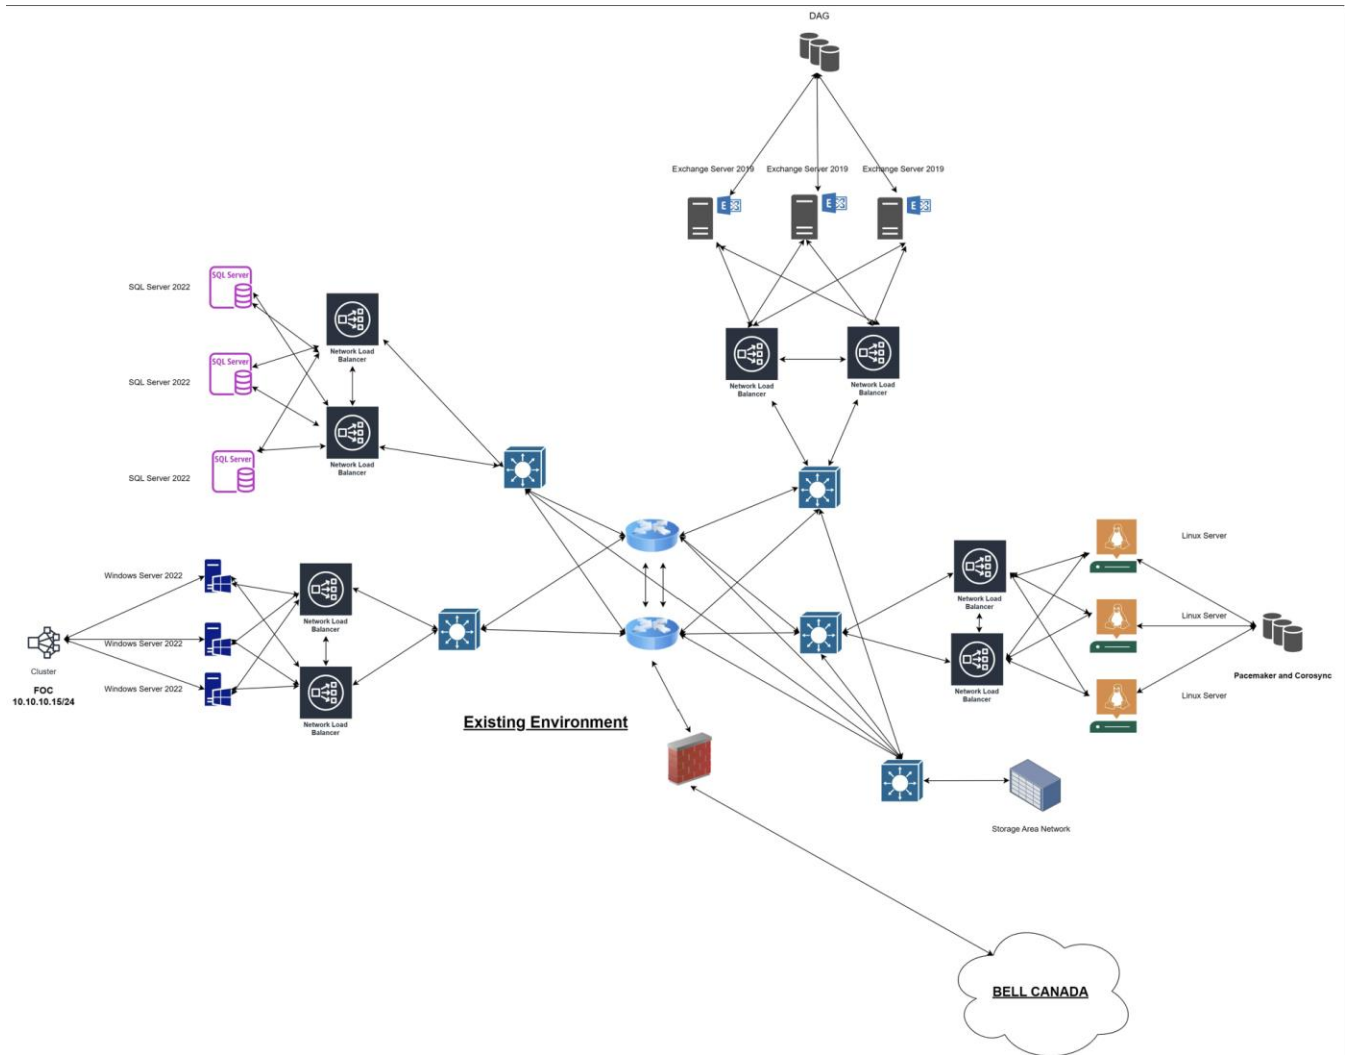 DAG
Exchange Server 2019
Exchange Server 2019
Exchange Server 2019
SQL Server
SQL Server 2022
SQL Server
SQL Server 2022
SQL Server
SQL Server 2022
Network Load
Balancer
Network Load
Balancer
Network Load
Balancer
Network Load
Balancer
Windows Server 2022
Windows Server 2022
Windows Server 2022
Network Load
Balancer
Network Load
Balancer
Cluster
FOC
10.10.10.15/24
Existing Environment
Network Load
Balancer
Network Load
Balancer
Linux Server
Linux Server
Linux Server
Pacemaker and Corosync
Storage Area Network
BELL CANADA